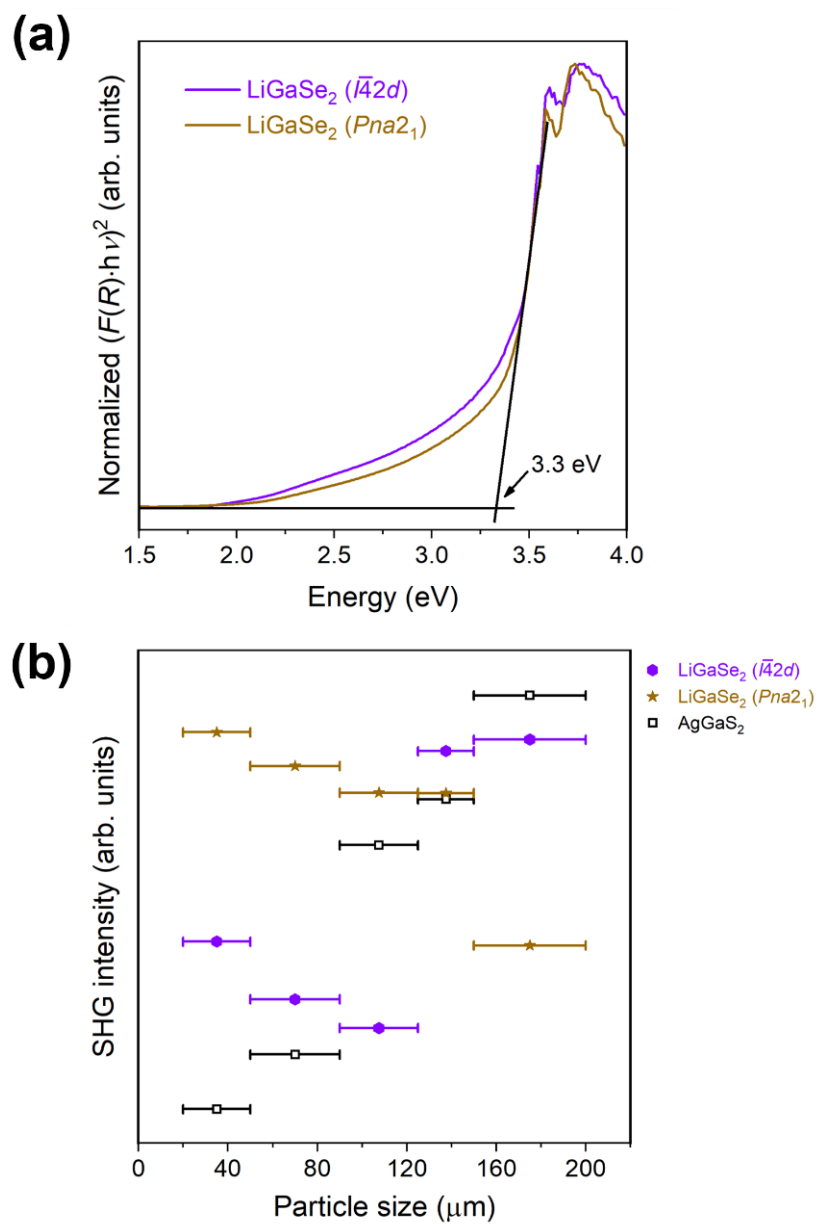 (a)
LiGaSe₂ (I4̅2d)
LiGaSe₂ (Pna2₁)
Normalized (F(R)·hν)² (arb. units)
3.3 eV
1.5 2.0 2.5 3.0 3.5 4.0
Energy (eV)
(b)
LiGaSe₂ (I4̅2d)
LiGaSe₂ (Pna2₁)
AgGaS₂
SHG intensity (arb. units)
0 40 80 120 160 200
Particle size (μm)